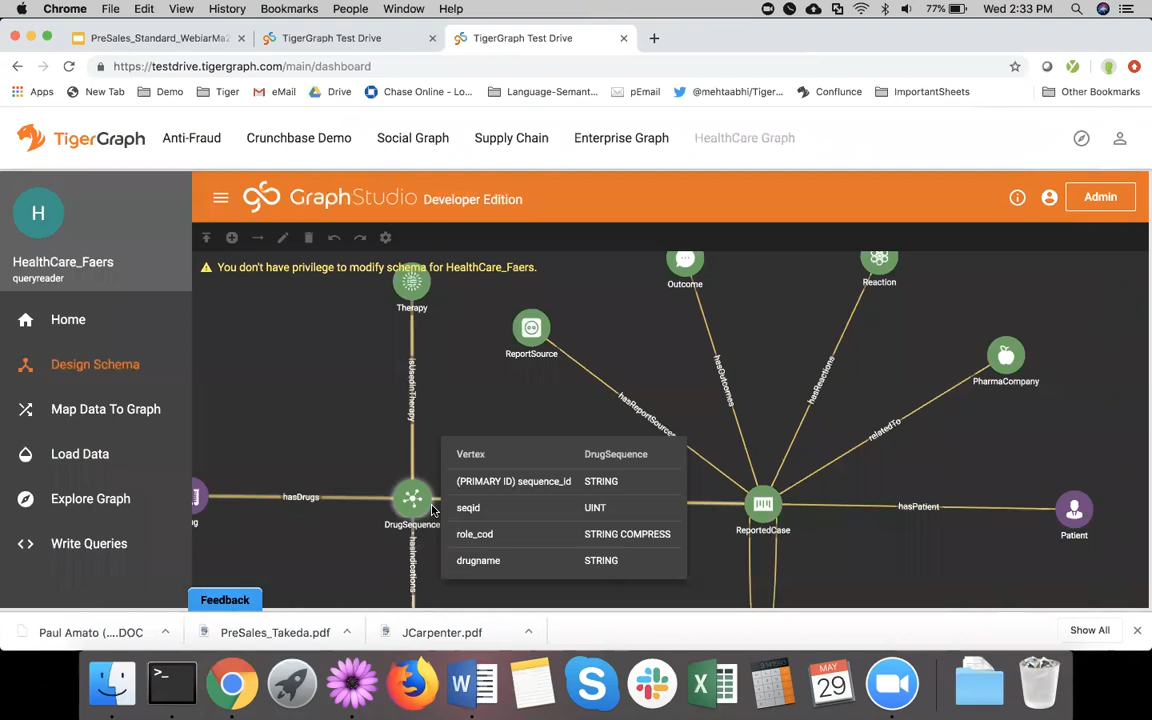 Chrome File Edit View History Bookmarks People Window Help 77% Wed 2:33 PM
PreSales_Standard_WebiarMa2 TigerGraph Test Drive TigerGraph Test Drive
https://testdrive.tigergraph.com/main/dashboard
Apps New Tab Demo Tiger eMail Drive Chase Online - Lo... Language-Semant... pEmail @mehtaabhi/Tiger... Conflunce ImportantSheets Other Bookmarks
TigerGraph Anti-Fraud Crunchbase Demo Social Graph Supply Chain Enterprise Graph HealthCare Graph
H
HealthCare_Faers
queryreader
Home
Design Schema
Map Data To Graph
Load Data
Explore Graph
Write Queries
GraphStudio Developer Edition Admin
You don't have privilege to modify schema for HealthCare_Faers.
Therapy
Outcome
Reaction
ReportSource
PharmaCompany
isUsedinTherapy
hasOutcomes
hasReactions
hasReportSources
relatedTo
Vertex DrugSequence
(PRIMARY ID) sequence_id STRING
seqid UINT
role_cod STRING COMPRESS
drugname STRING
hasDrugs
DrugSequence
ReportedCase
hasPatient
Patient
hasIndications
Feedback
Paul Amato (....DOC PreSales_Takeda.pdf JCarpenter.pdf Show All
MAY
29